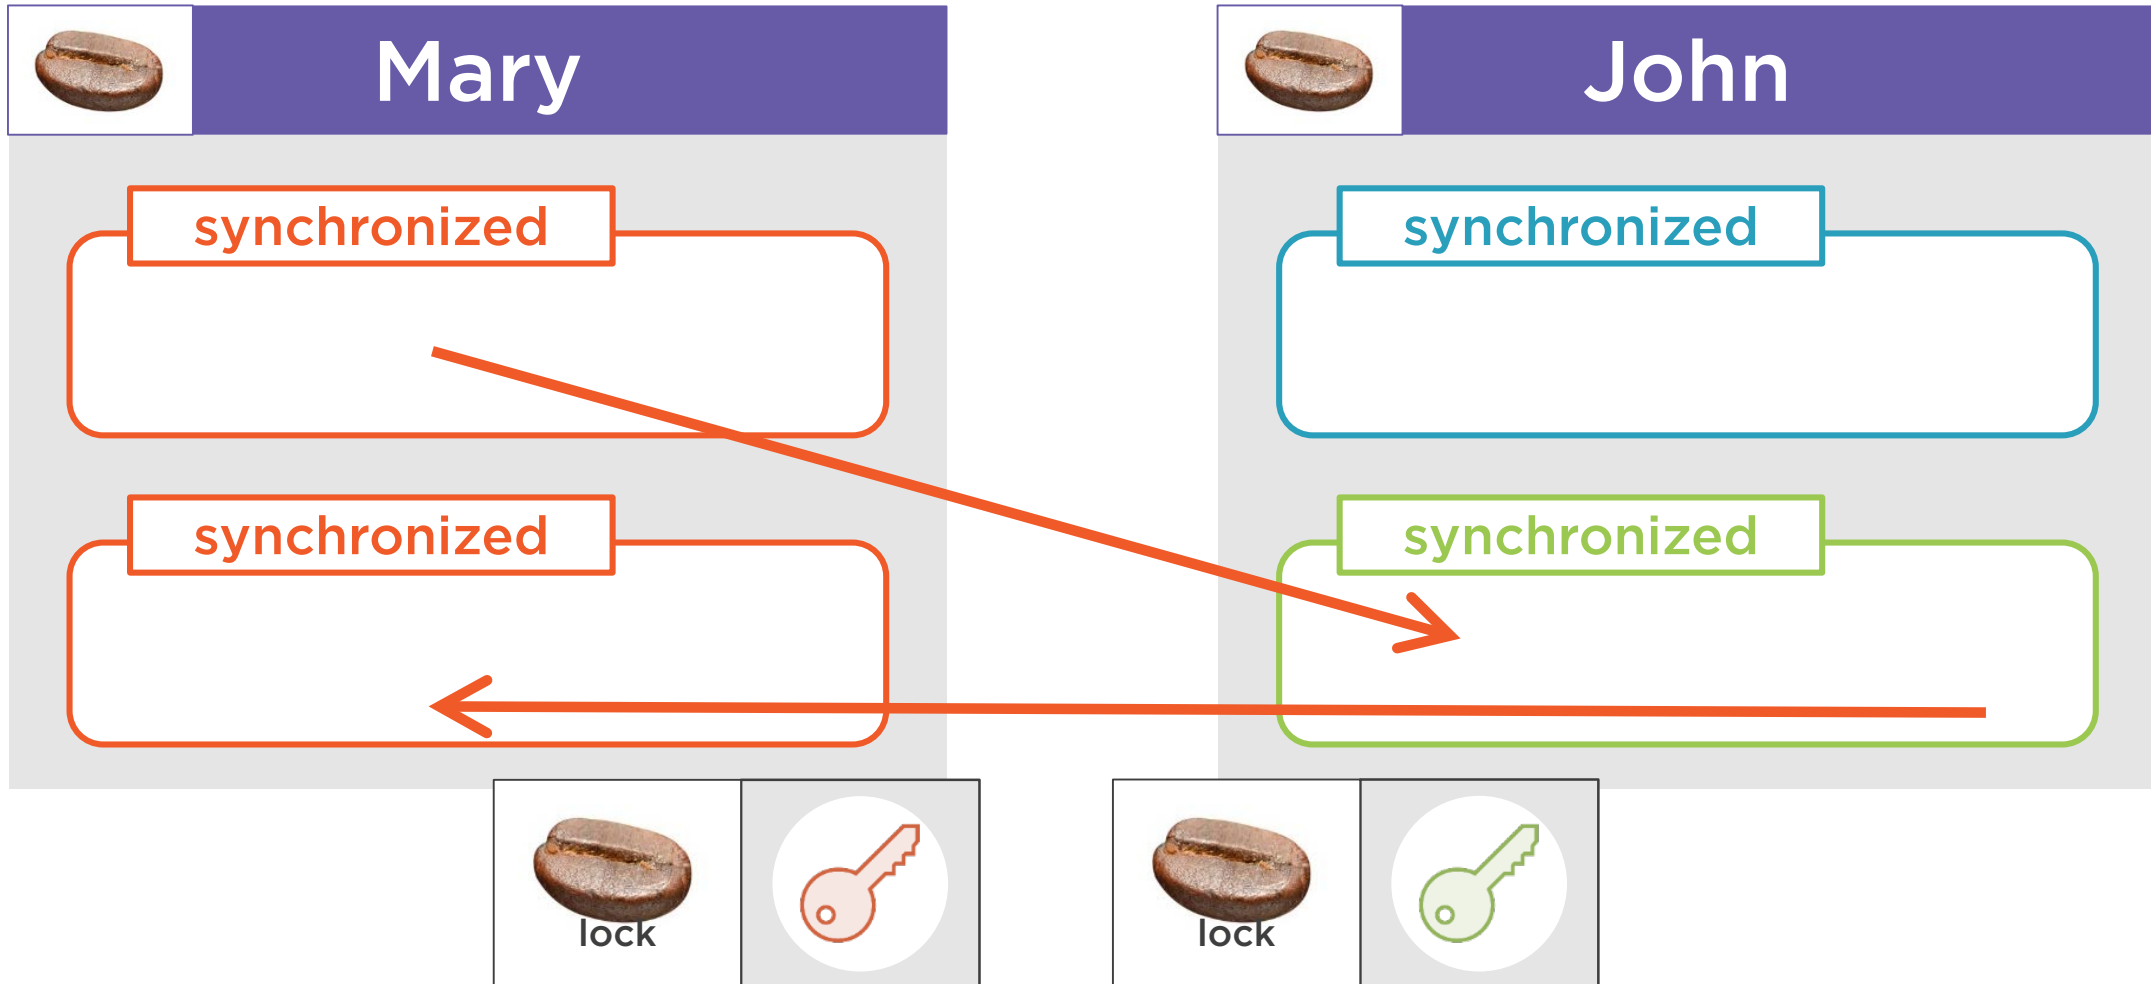 Mary
John
synchronized
synchronized
synchronized
synchronized
lock
lock